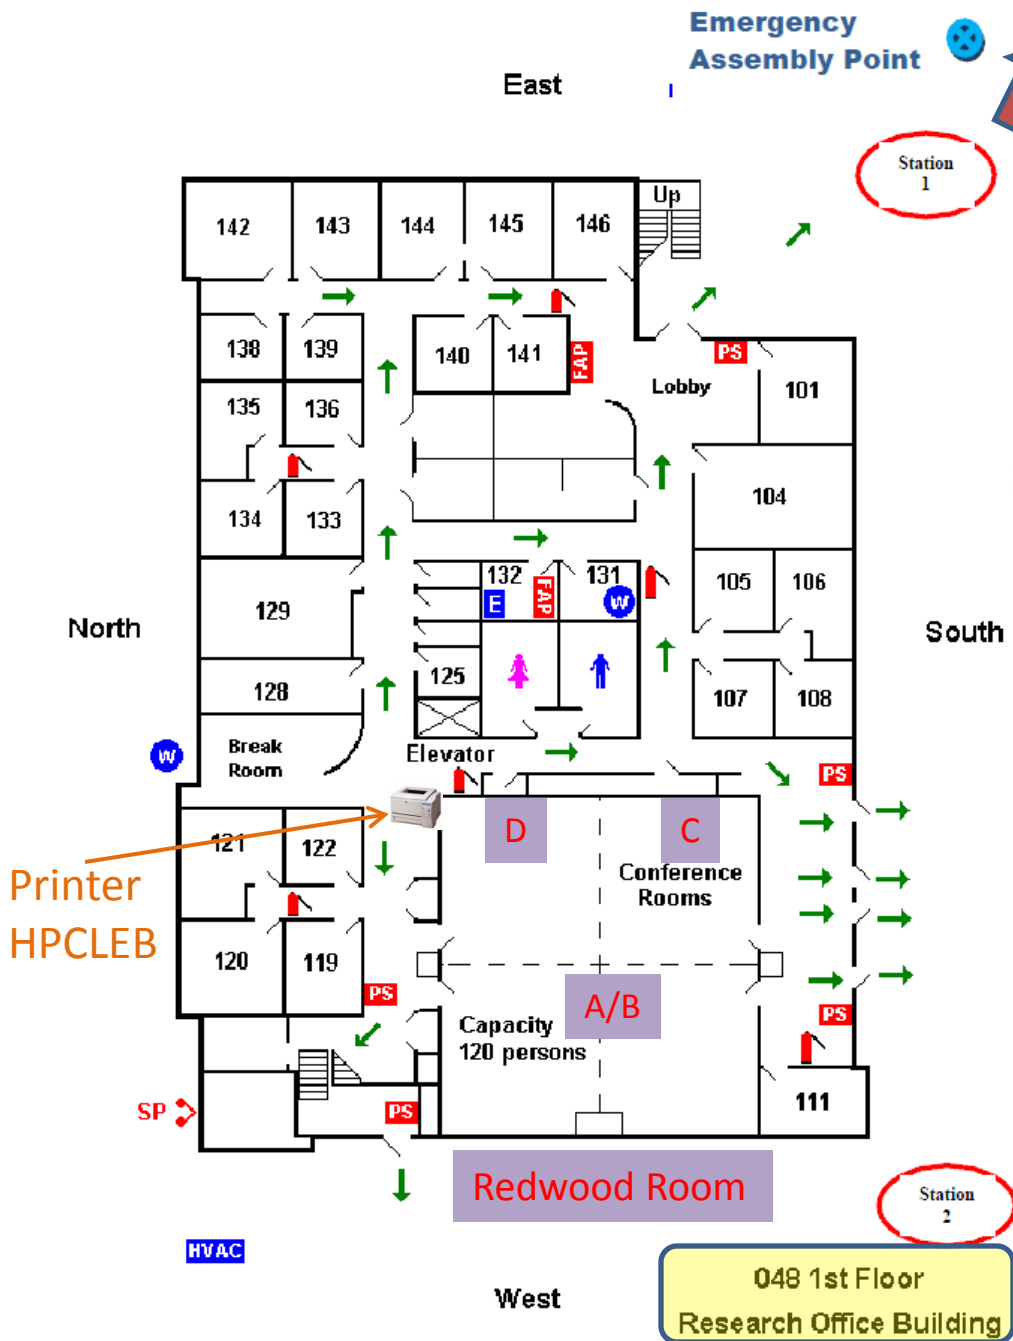 Emergency
Assembly Point
East
Station
1
Up
142
143
144
145
146
138
139
140
141
FAP
PS
Lobby
101
135
136
104
134
133
132
131
E
FAP
W
105
106
129
North
South
125
128
107
108
W
Break
Room
Elevator
PS
D
C
121
122
Conference
Rooms
Printer
HPCLEB
120
119
PS
A/B
PS
Capacity
120 persons
SP
PS
111
Redwood Room
Station
2
HVAC
West
048 1st Floor
Research Office Building